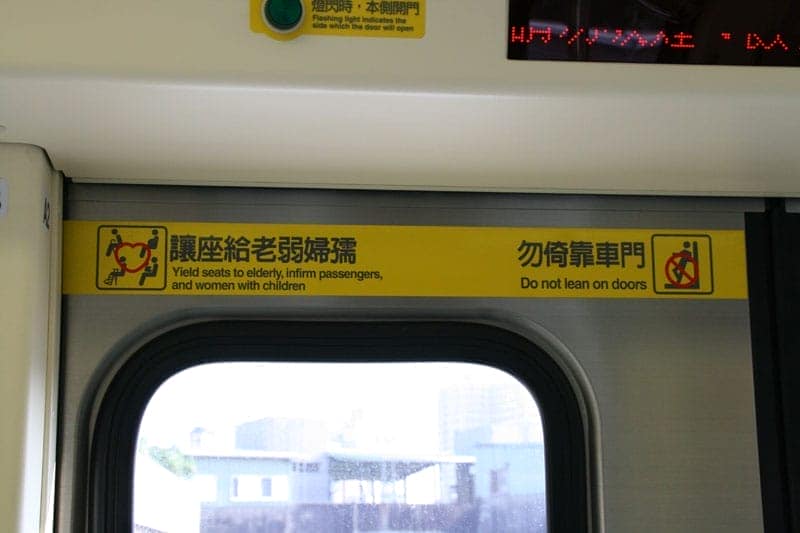 燈閃時，本側開門
Flashing light indicates the
side which the door will open
A2
讓座給老弱婦孺
Yield seats to elderly, infirm passengers,
and women with children
勿倚靠車門
Do not lean on doors